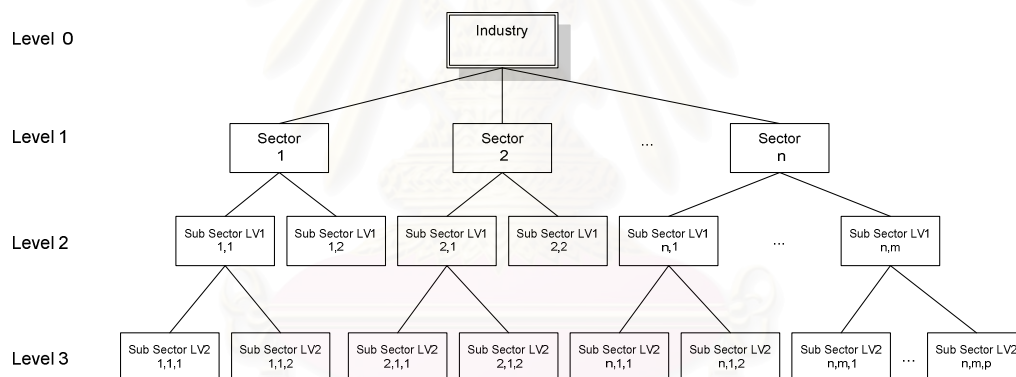 Level 0
Industry
Level 1
Sector
1
Sector
2
...
Sector
n
Level 2
Sub Sector LV1
1,1
Sub Sector LV1
1,2
Sub Sector LV1
2,1
Sub Sector LV1
2,2
Sub Sector LV1
n,1
...
Sub Sector LV1
n,m
Level 3
Sub Sector LV2
1,1,1
Sub Sector LV2
1,1,2
Sub Sector LV2
2,1,1
Sub Sector LV2
2,1,2
Sub Sector LV2
n,1,1
Sub Sector LV2
n,1,2
Sub Sector LV2
n,m,1
...
Sub Sector LV2
n,m,p